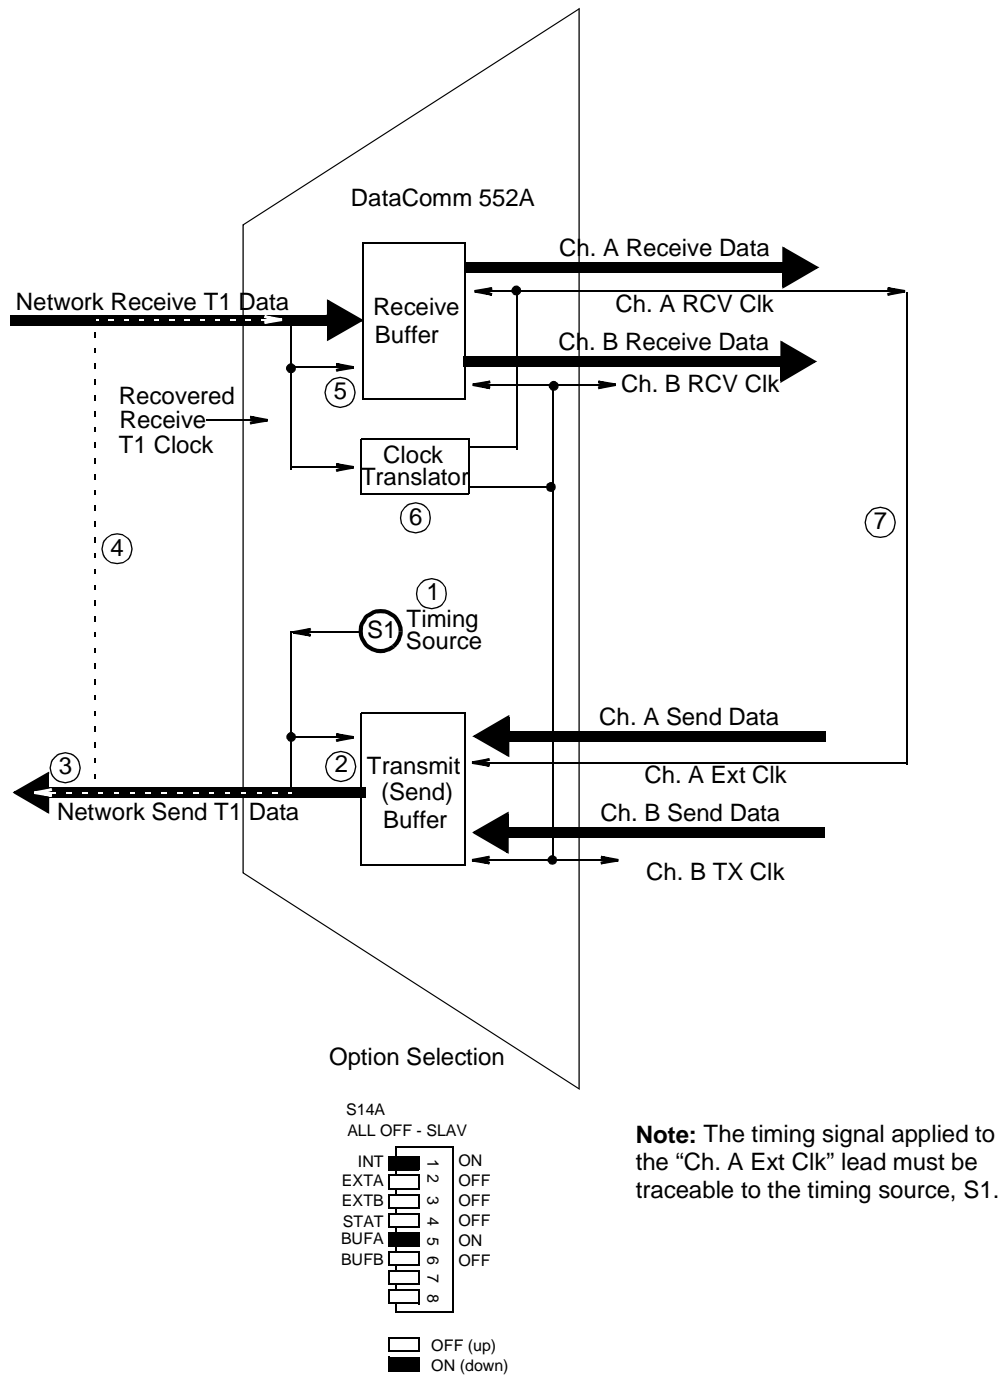 DataComm 552A
Ch. A Receive Data
Network Receive T1 Data
Receive
Buffer
Ch. A RCV Clk
Ch. B Receive Data
5
Ch. B RCV Clk
Recovered
Receive
T1 Clock
Clock
Translator
6
7
4
1
S1
Timing
Source
Ch. A Send Data
3
2
Transmit
(Send)
Buffer
Ch. A Ext Clk
Network Send T1 Data
Ch. B Send Data
Ch. B TX Clk
Option Selection
S14A
ALL OFF - SLAV
INT 1 ON
EXTA 2 OFF
EXTB 3 OFF
STAT 4 OFF
BUFA 5 ON
BUFB 6 OFF
7
8
OFF (up)
ON (down)
Note: The timing signal applied to
the “Ch. A Ext Clk” lead must be
traceable to the timing source, S1.